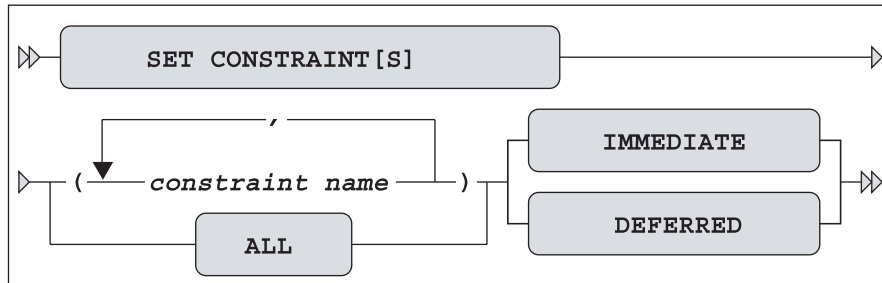 SET CONSTRAINT[S]
,
( constraint name )
ALL
IMMEDIATE
DEFERRED